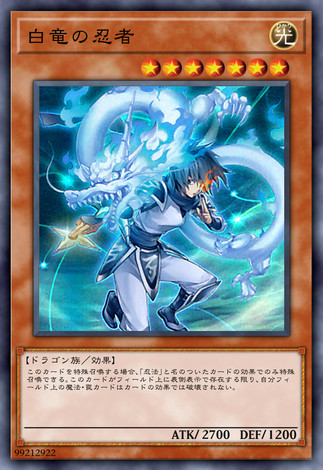 白竜の忍者
光
【ドラゴン族／効果】
このカードを特殊召喚する場合、「忍法」と名のついたカードの効果でのみ特
殊召喚できる。このカードがフィールド上に表側表示で存在する限り、自分フィ
ールド上の魔法・罠カードはカードの効果では破壊されない。
ATK/ 2700 DEF/1200
99212922